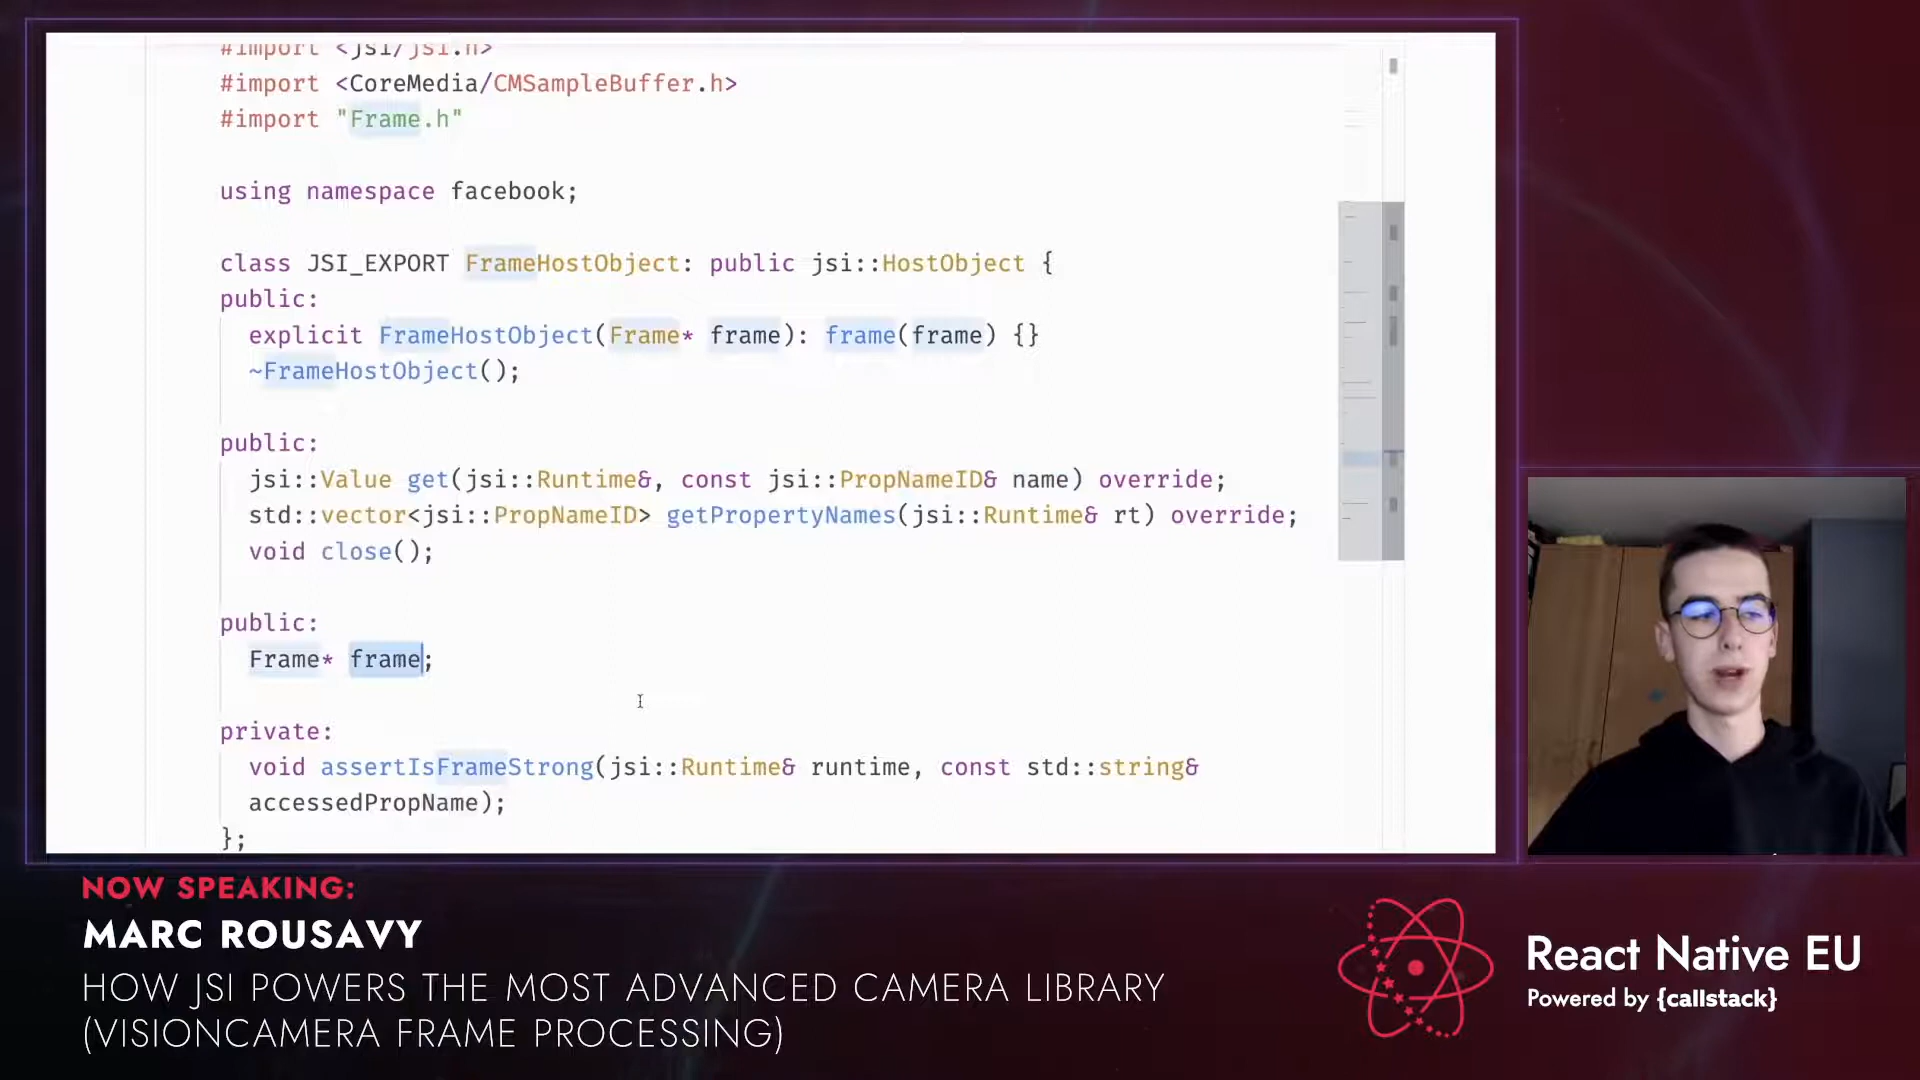 #import <jsi/jsi.h>
#import <CoreMedia/CMSampleBuffer.h>
#import "Frame.h"
using namespace facebook;
class JSI_EXPORT FrameHostObject: public jsi::HostObject {
public:
explicit FrameHostObject(Frame* frame): frame(frame) {}
~FrameHostObject();
public:
jsi::Value get(jsi::Runtime&, const jsi::PropNameID& name) override;
std::vector<jsi::PropNameID> getPropertyNames(jsi::Runtime& rt) override;
void close();
public:
Frame* frame;
private:
void assertIsFrameStrong(jsi::Runtime& runtime, const std::string&
accessedPropName);
};
NOW SPEAKING:
MARC ROUSAVY
HOW JSI POWERS THE MOST ADVANCED CAMERA LIBRARY
(VISIONCAMERA FRAME PROCESSING)
React Native EU
Powered by {callstack}